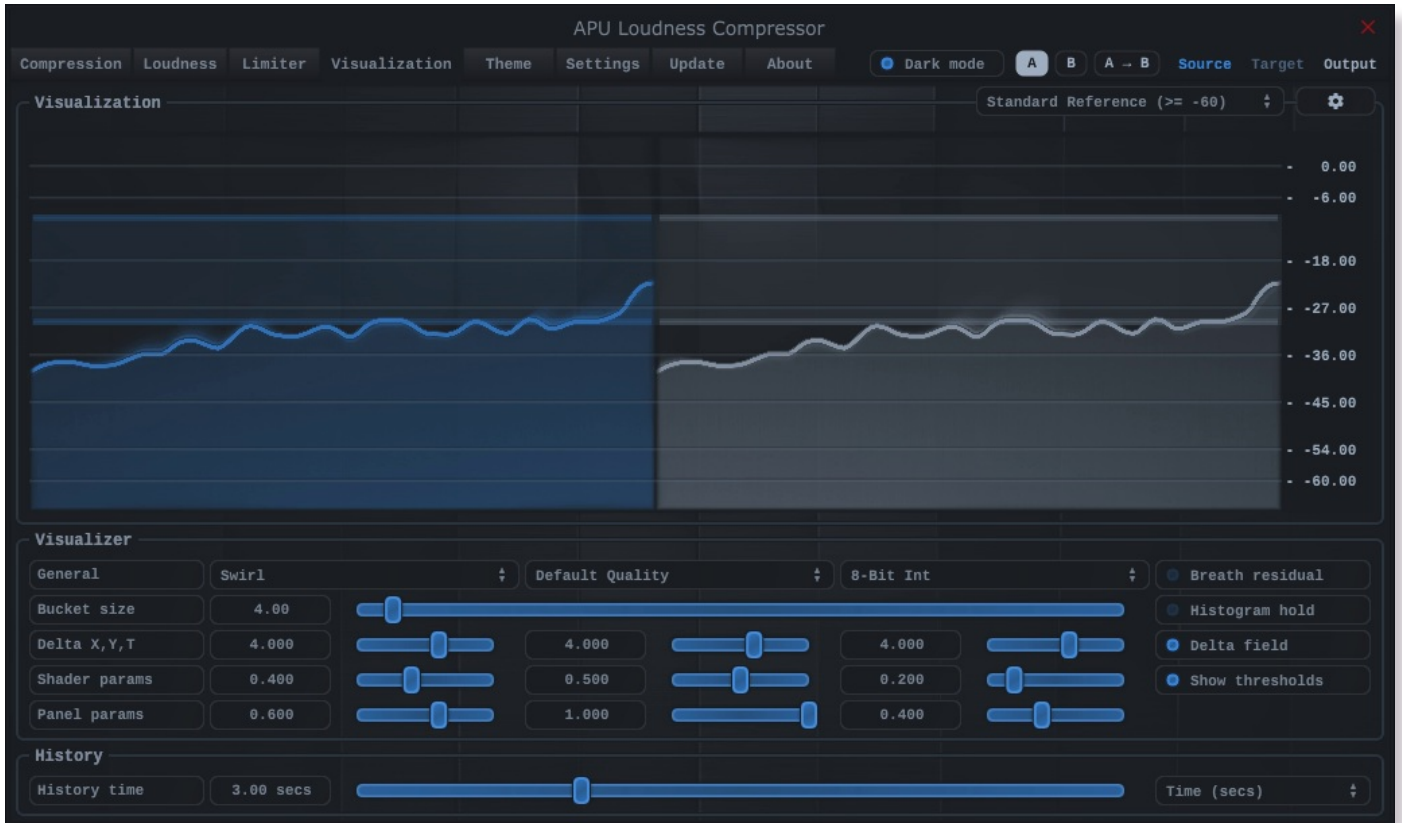 APU Loudness Compressor
Compression Loudness Limiter Visualization Theme Settings Update About Dark mode A B A → B Source Target Output
Visualization Standard Reference (>= -60)
- 0.00
- -6.00
- -18.00
- -27.00
- -36.00
- -45.00
- -54.00
- -60.00
Visualizer
General Swirl Default Quality 8-Bit Int Breath residual
Bucket size 4.00 Histogram hold
Delta X,Y,T 4.000 4.000 4.000 Delta field
Shader params 0.400 0.500 0.200 Show thresholds
Panel params 0.600 1.000 0.400
History
History time 3.00 secs Time (secs)